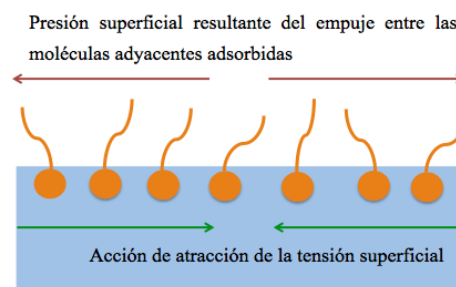 Presión superficial resultante del empuje entre las
moléculas adyacentes adsorbidas
Acción de atracción de la tensión superficial